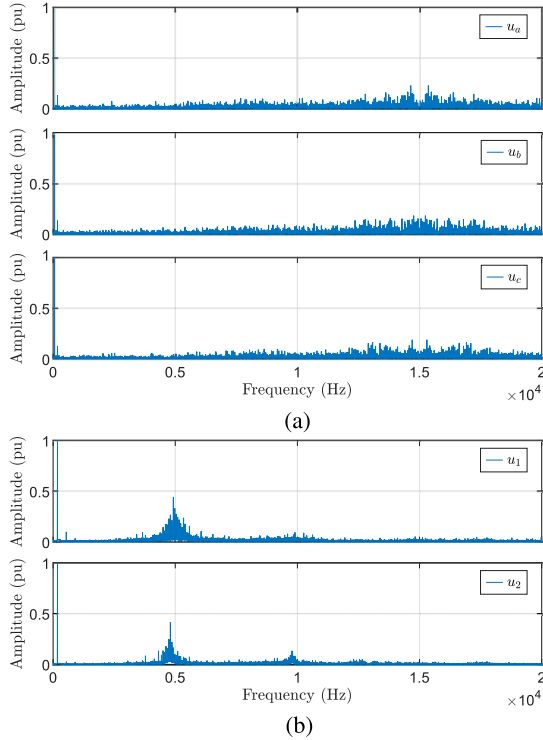 1
Amplitude (pu)
0.5
0
u_a
1
Amplitude (pu)
0.5
0
u_b
1
Amplitude (pu)
0.5
0
u_c
0 0.5 1 1.5 2
Frequency (Hz)
×10^4
(a)
1
Amplitude (pu)
0.5
0
u_1
1
Amplitude (pu)
0.5
0
u_2
0 0.5 1 1.5 2
Frequency (Hz)
×10^4
(b)